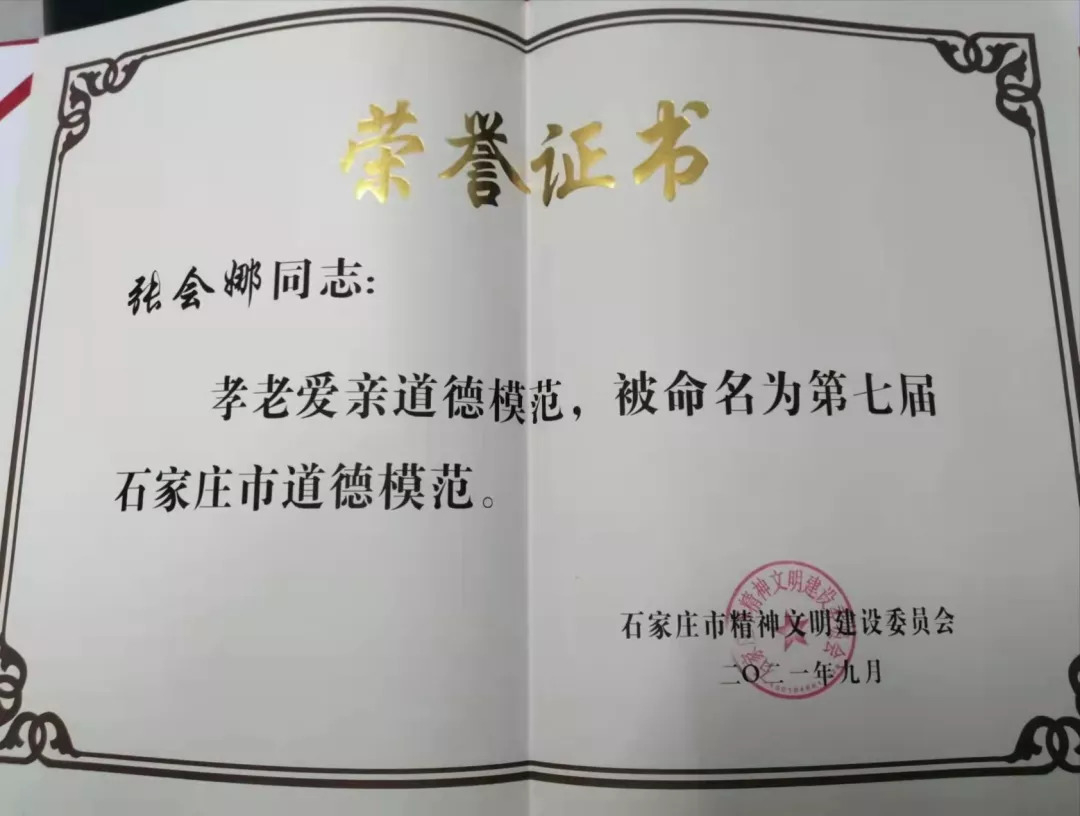 荣誉证书
张会娜同志：
孝老爱亲道德模范，被命名为第七届
石家庄市道德模范。
石家庄市精神文明建设委员会
二〇二一年九月